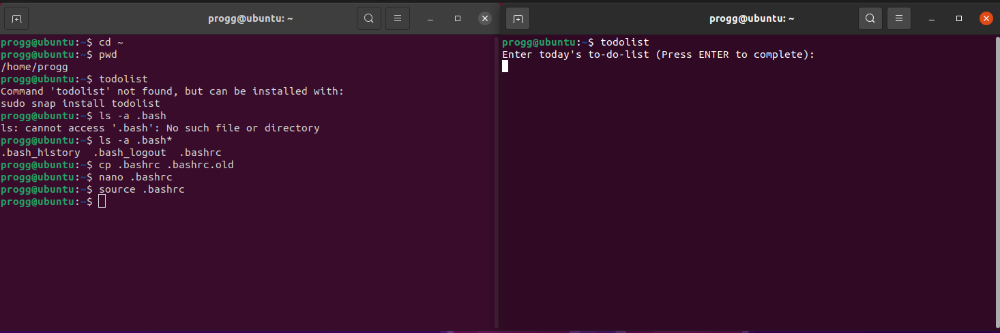 progg@ubuntu: ~
progg@ubuntu:~$ cd ~
progg@ubuntu:~$ pwd
/home/progg
progg@ubuntu:~$ todolist
Command 'todolist' not found, but can be installed with:
sudo snap install todolist
progg@ubuntu:~$ ls -a .bash
ls: cannot access '.bash': No such file or directory
progg@ubuntu:~$ ls -a .bash*
.bash_history  .bash_logout  .bashrc
progg@ubuntu:~$ cp .bashrc .bashrc.old
progg@ubuntu:~$ nano .bashrc
progg@ubuntu:~$ source .bashrc
progg@ubuntu:~$
progg@ubuntu: ~
progg@ubuntu:~$ todolist
Enter today's to-do-list (Press ENTER to complete):